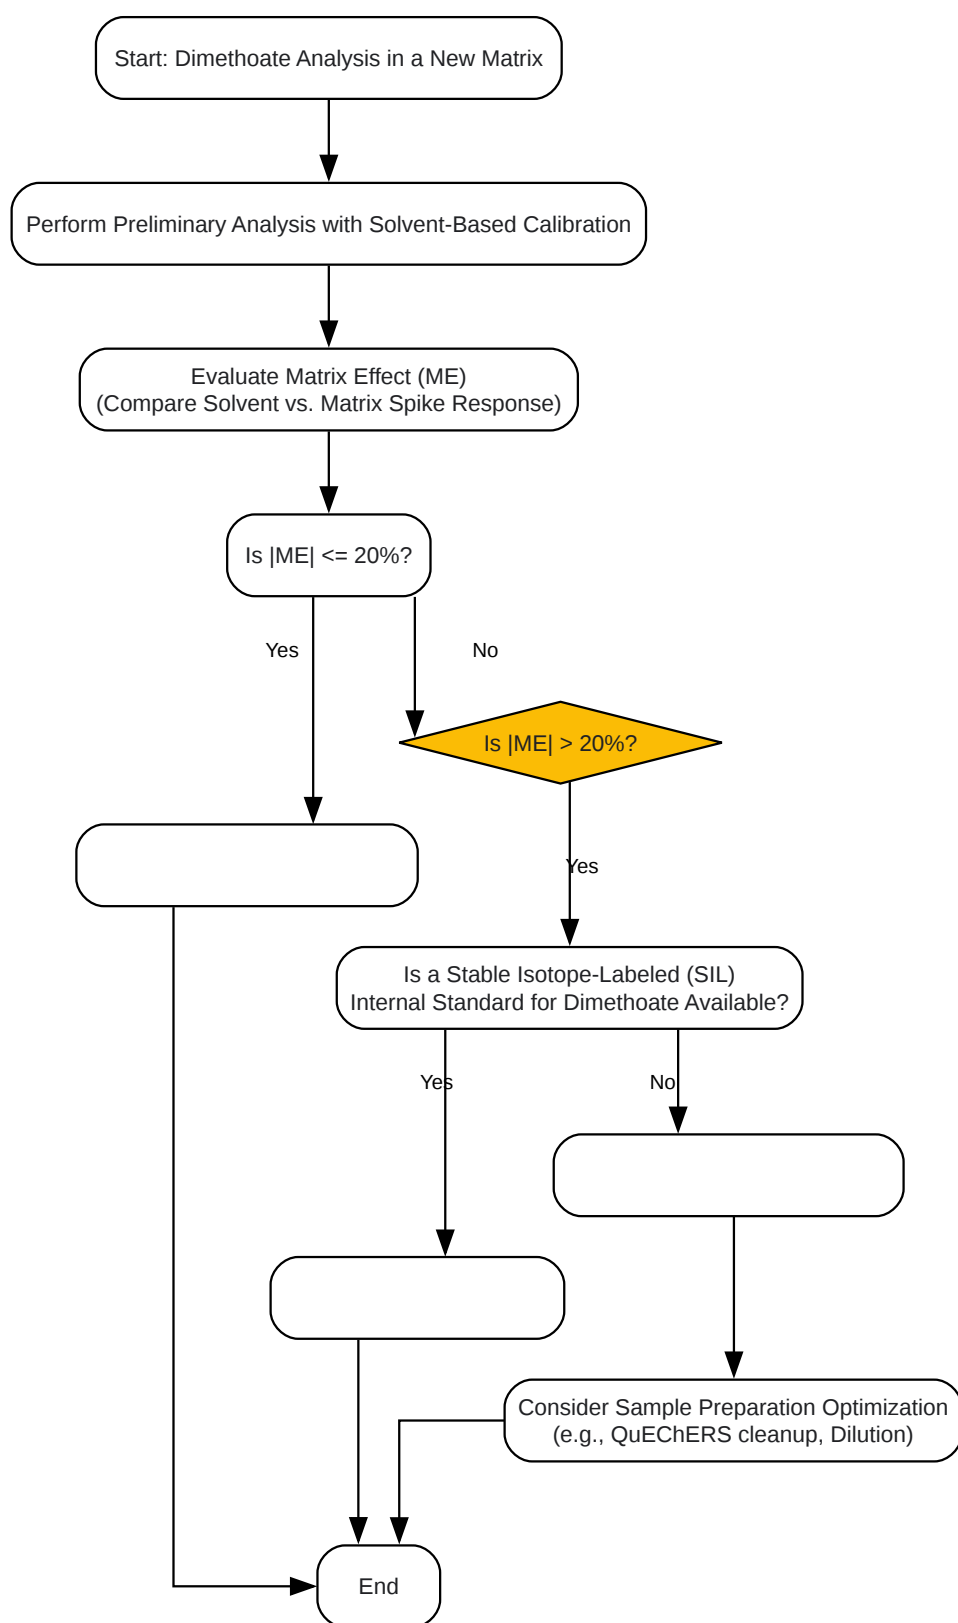 Start: Dimethoate Analysis in a New Matrix
Perform Preliminary Analysis with Solvent-Based Calibration
Evaluate Matrix Effect (ME)
(Compare Solvent vs. Matrix Spike Response)
Is |ME| <= 20%?
Yes
No
Is |ME| > 20%?
Yes
Is a Stable Isotope-Labeled (SIL)
Internal Standard for Dimethoate Available?
Yes
No
Consider Sample Preparation Optimization
(e.g., QuEChERS cleanup, Dilution)
End